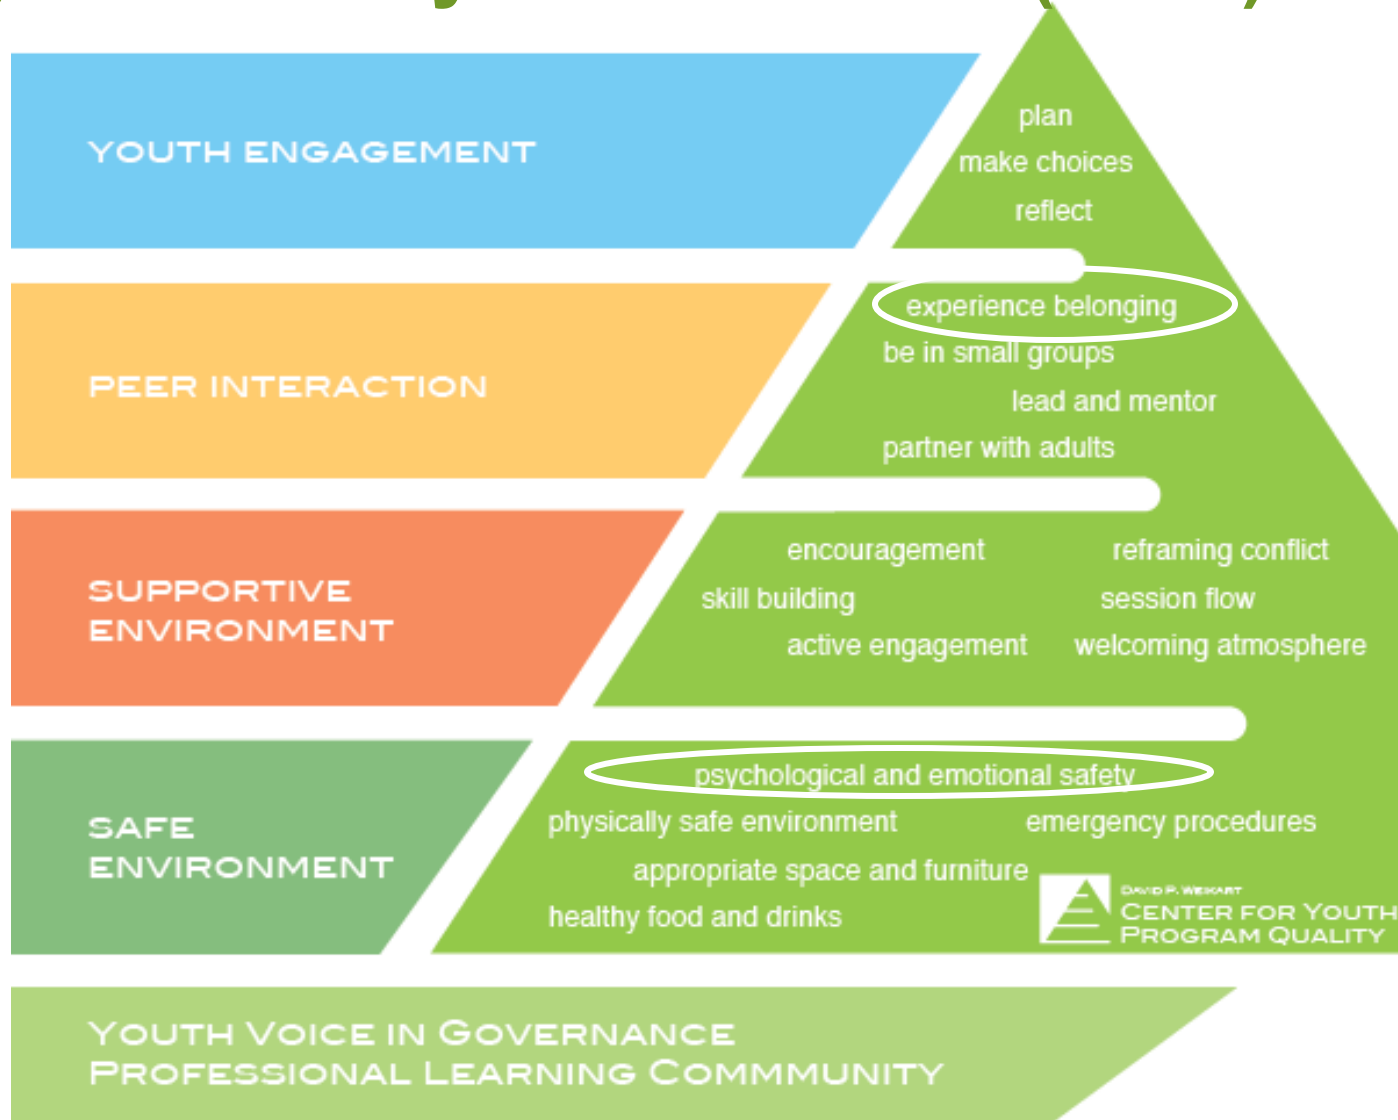 YOUTH ENGAGEMENT
plan
make choices
reflect
PEER INTERACTION
experience belonging
be in small groups
lead and mentor
partner with adults
SUPPORTIVE
ENVIRONMENT
encouragement
reframing conflict
skill building
session flow
active engagement
welcoming atmosphere
SAFE
ENVIRONMENT
psychological and emotional safety
physically safe environment
emergency procedures
appropriate space and furniture
healthy food and drinks
DAVID P. WEIKART
CENTER FOR YOUTH
PROGRAM QUALITY
YOUTH VOICE IN GOVERNANCE
PROFESSIONAL LEARNING COMMMUNITY